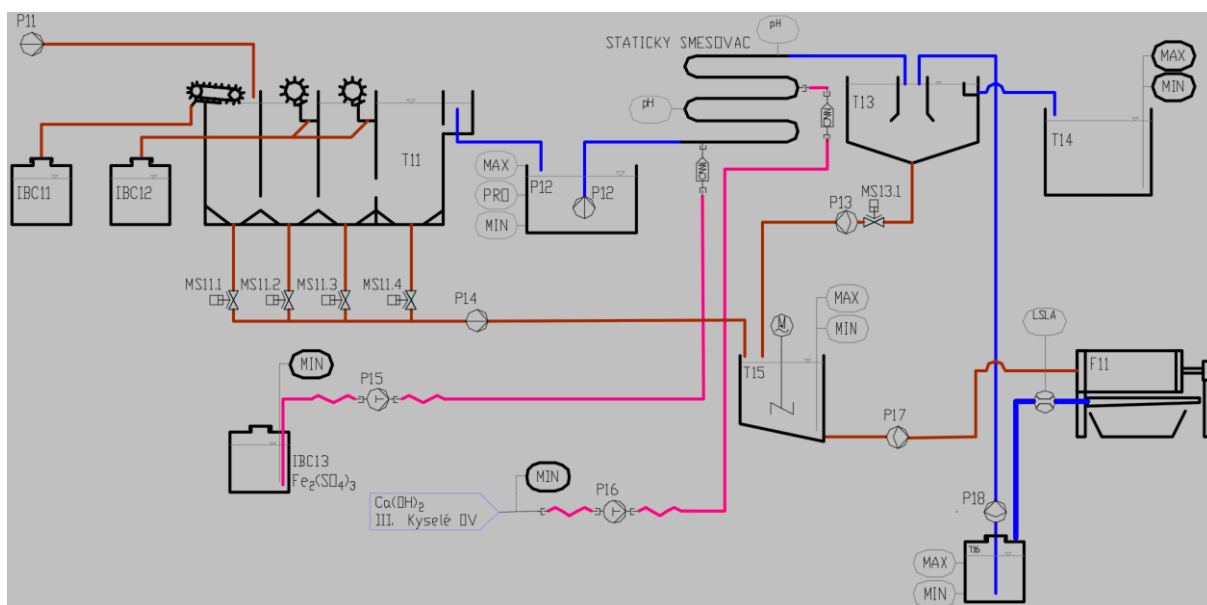 P11
STATICKY SMESOVAC
pH
pH
MAX
MIN
T13
T14
IBC11
IBC12
T11
MAX
PRO
MIN
P12
P12
MS13.1
P13
MS11.1
MS11.2
MS11.3
MS11.4
P14
MAX
MIN
M
T15
LSLA
F11
MIN
P15
P17
IBC13
Fe₂(SO4)₃
MIN
Ca(OH)₂
III. Kyselé OV
P16
P18
T16
MAX
MIN